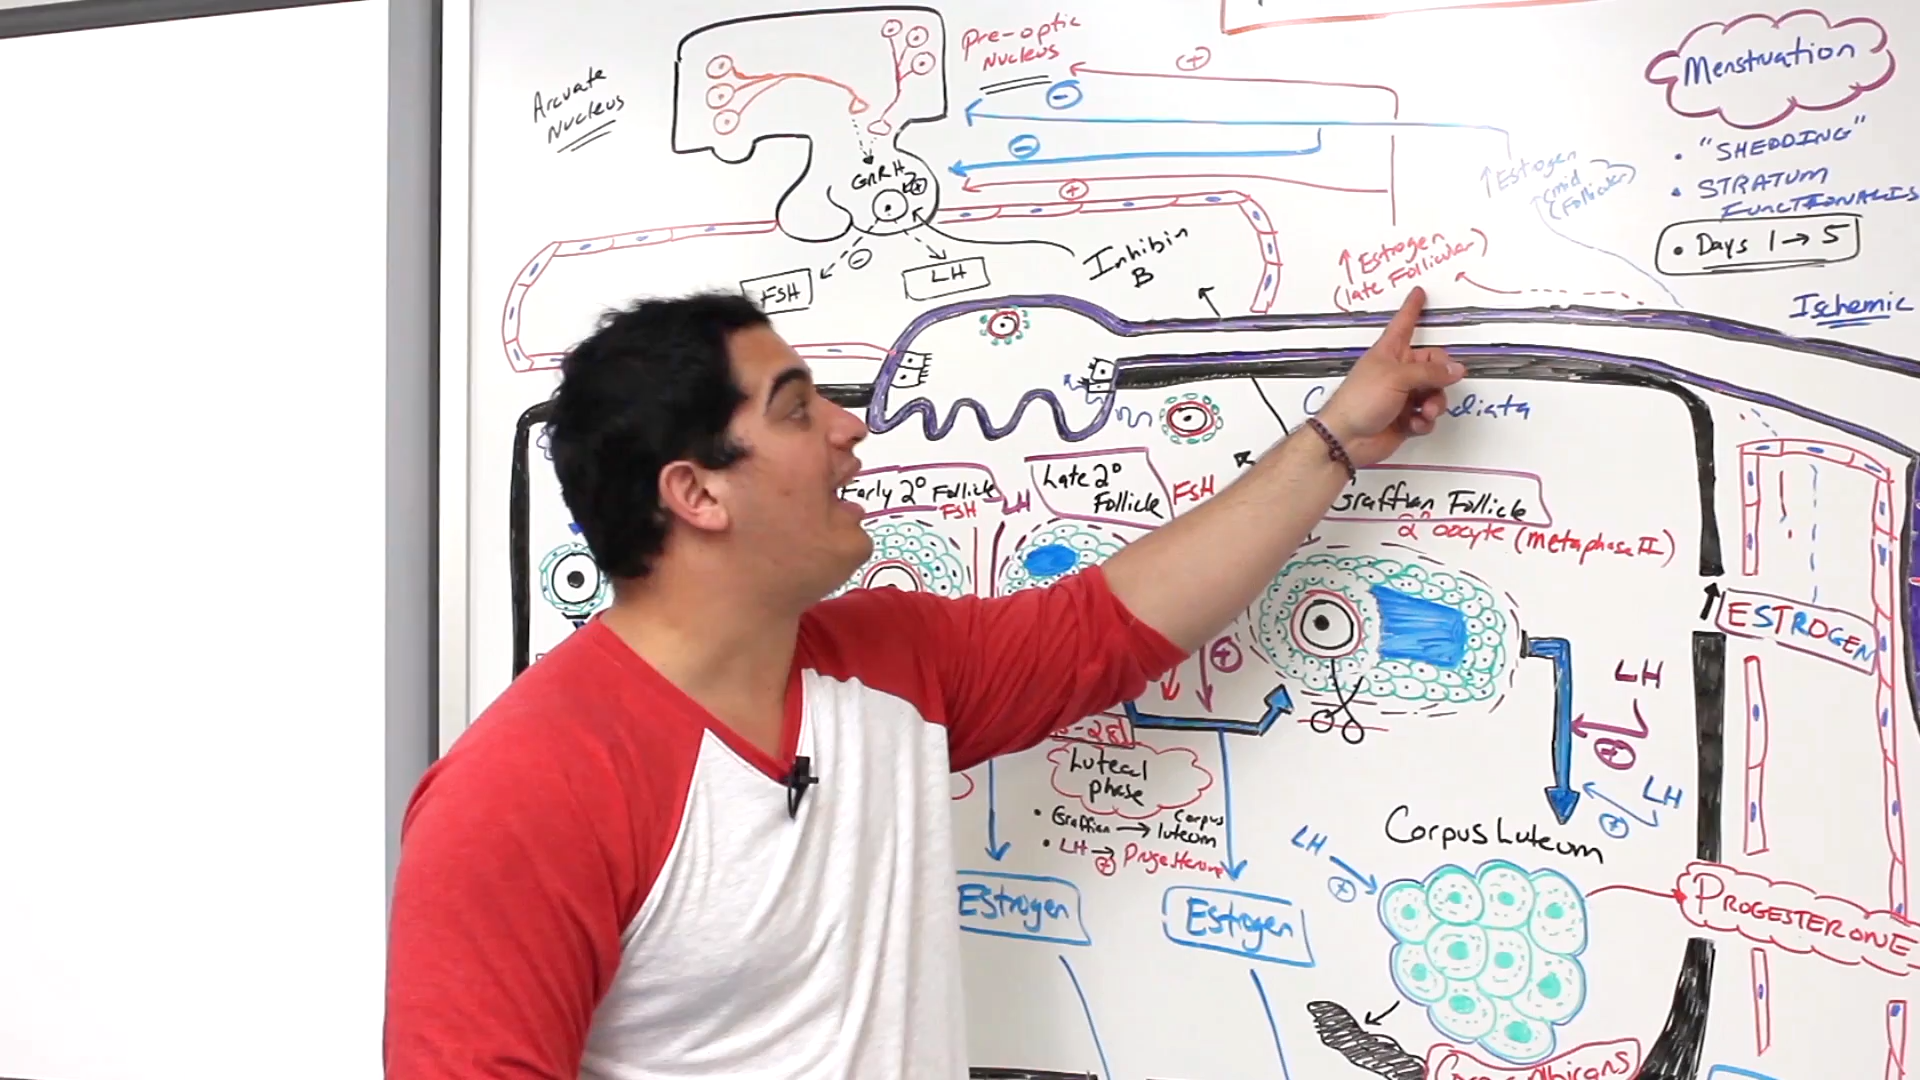 Arcuate
Nucleus
Pre-optic
Nucleus
+
-
-
+
GnRH
+
-
FSH
LH
Inhibin
B
↑Estrogen
(late Follicular)
↑Estrogen
(mid
Follicular)
Menstruation
• "SHEDDING"
• STRATUM
FUNCTIONALIS
• Days 1→5
Ischemic
Early 2° Follicle
FSH
LH
Late 2°
Follicle
FSH
Graffian Follicle
2° oocyte (metaphase II)
+
ESTROGEN
LH
+
LH
+
Luteal
phase
• Graffian → Corpus
luteum
• LH → Progesterone
+
Estrogen
Estrogen
LH
+
Corpus Luteum
PROGESTERONE